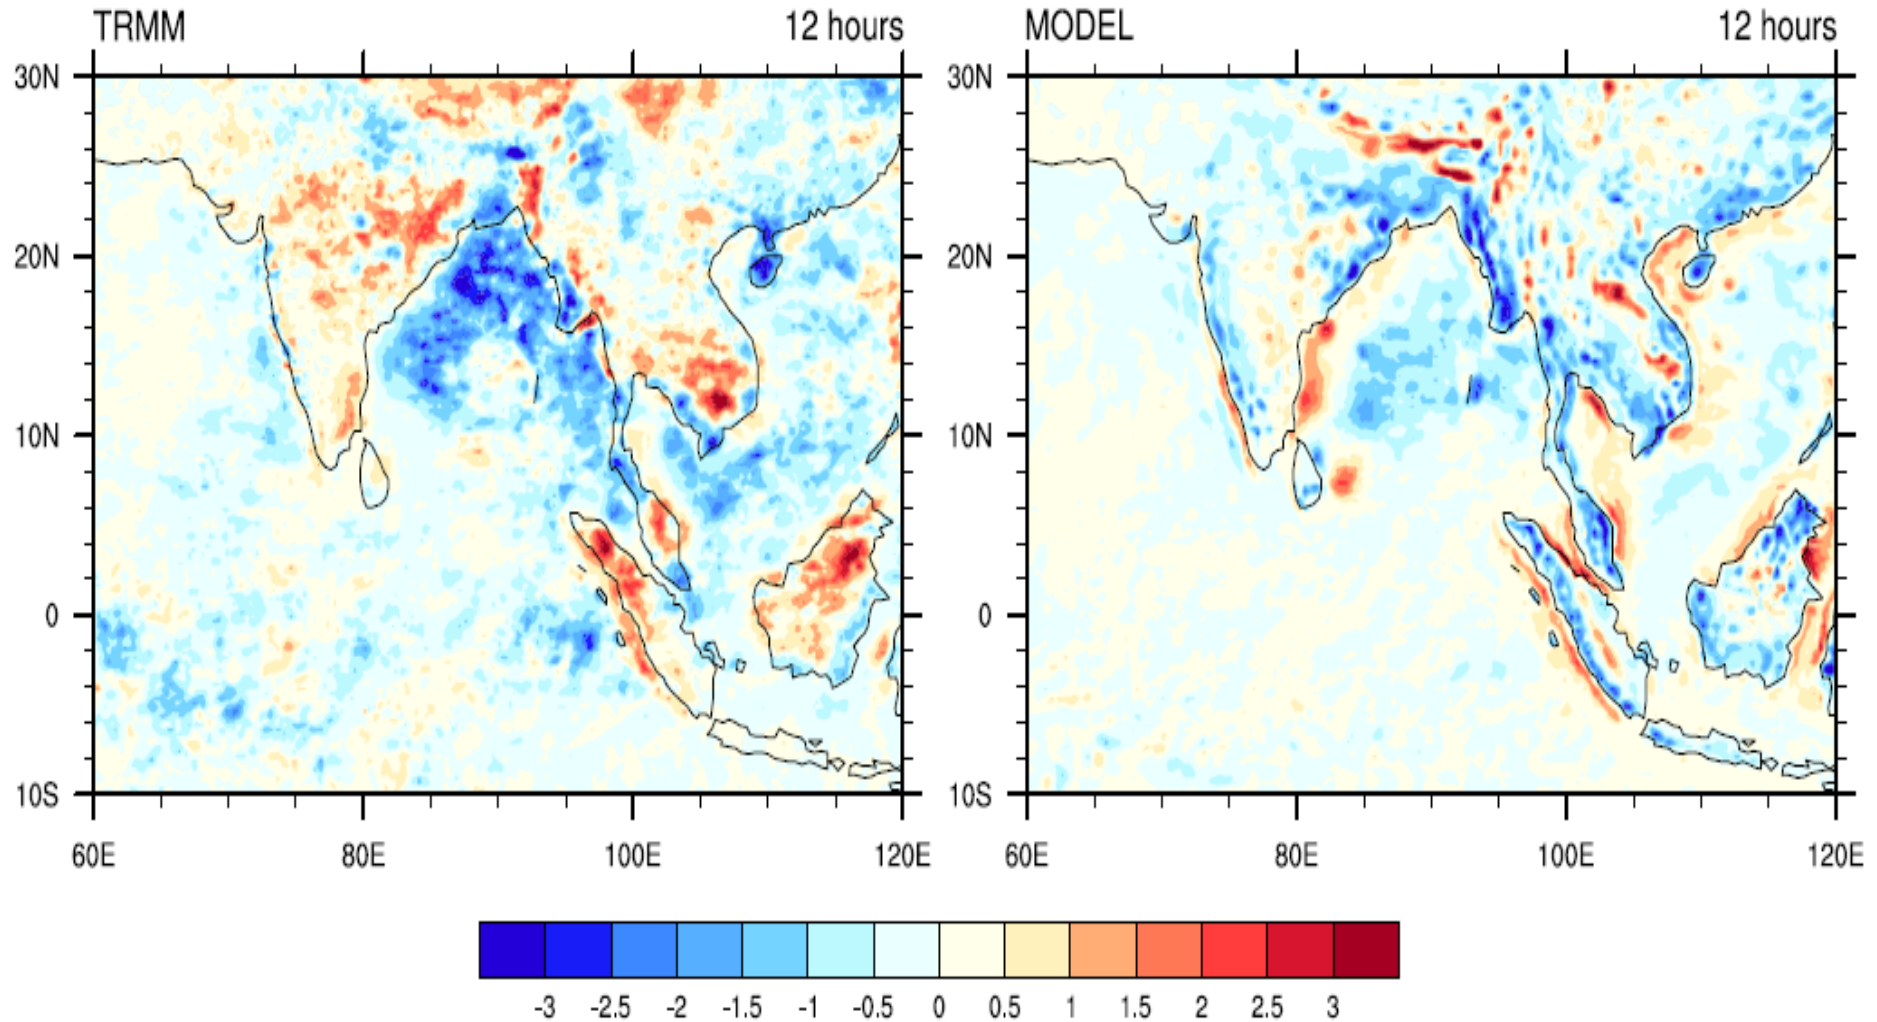 TRMM 12 hours MODEL 12 hours
30N 30N
20N 20N
10N 10N
0 0
10S 10S
60E 80E 100E 120E 60E 80E 100E 120E
-3 -2.5 -2 -1.5 -1 -0.5 0 0.5 1 1.5 2 2.5 3